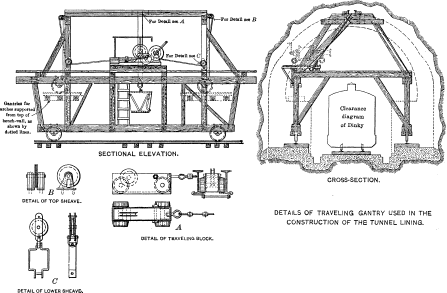 For Detail see A
For Detail see B
For Detail see C
Gantries for
arches supported
from top of
bench-wall, as
shown by
dotted lines.
SECTIONAL ELEVATION.
Clearance
diagram
of Dinky
CROSS-SECTION.
B
DETAIL OF TOP SHEAVE.
A
DETAIL OF TRAVELING BLOCK.
C
DETAIL OF LOWER SHEAVE.
DETAILS OF TRAVELING GANTRY USED IN THE
CONSTRUCTION OF THE TUNNEL LINING.